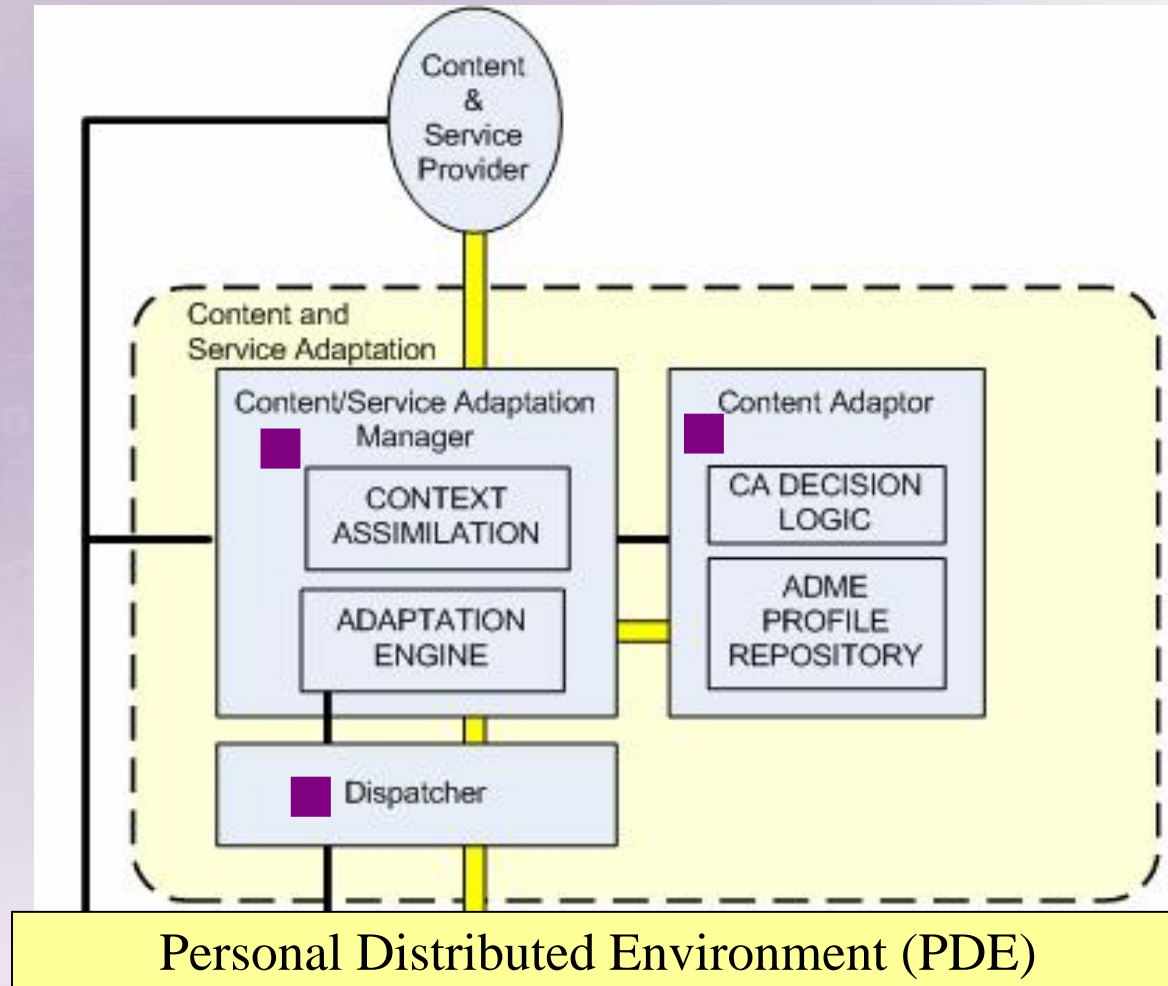 Content
&
Service
Provider
Content and
Service Adaptation
Content/Service Adaptation
Manager
CONTEXT
ASSIMILATION
ADAPTATION
ENGINE
Content Adaptor
CA DECISION
LOGIC
ADME
PROFILE
REPOSITORY
Dispatcher
Personal Distributed Environment (PDE)